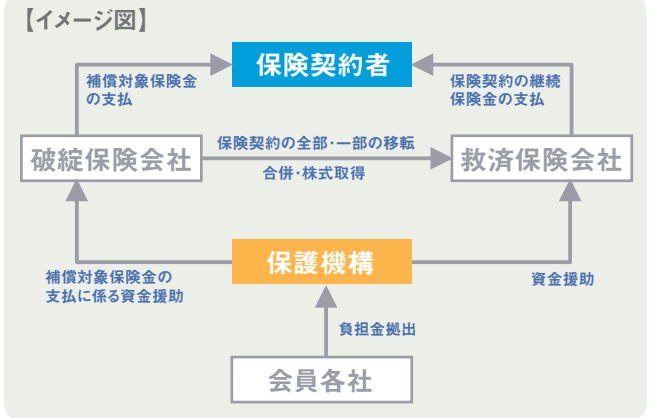 【イメージ図】
保険契約者
補償対象保険金
の支払
保険契約の継続
保険金の支払
破綻保険会社
保険契約の全部・一部の移転
合併・株式取得
救済保険会社
保護機構
補償対象保険金の
支払に係る資金援助
資金援助
負担金拠出
会員各社